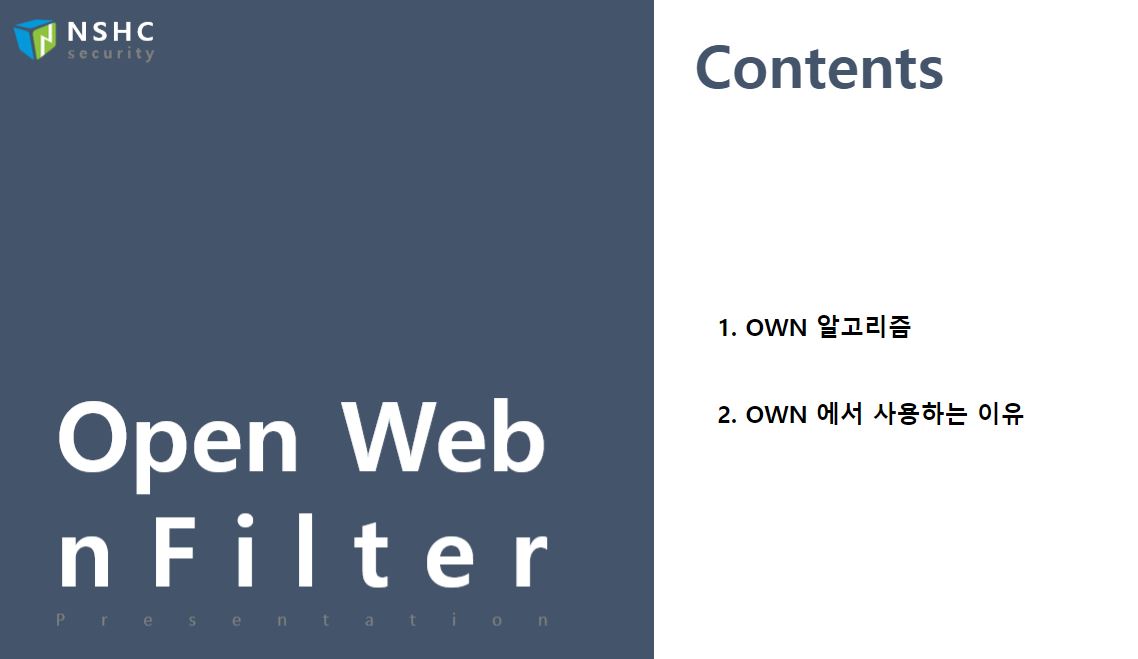 NSHC
security
Open Web
nFilter
Presentation
Contents
1. OWN 알고리즘
2. OWN 에서 사용하는 이유